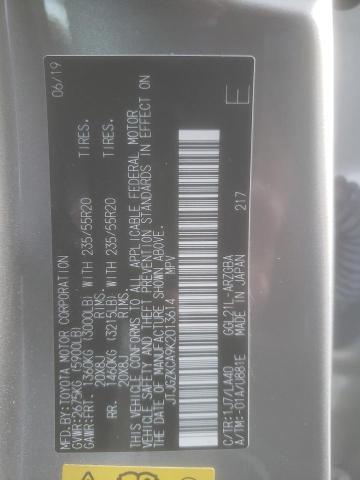 MFD.BY:TOYOTA MOTOR CORPORATION 06/19
GVWR:2675KG(5900LB)
GAWR:FRT. 1360KG (3000LB) WITH 235/55R20 TIRES.
20X8J RIMS
RR. 1460KG (3215LB) WITH 235/55R20 TIRES.
20X8J RIMS
THIS VEHICLE CONFORMS TO ALL APPLICABLE FEDERAL MOTOR
VEHICLE SAFETY AND THEFT PREVENTION STANDARDS IN EFFECT ON
THE DATE OF MANUFACTURE SHOWN ABOVE.
JTJGZKCA9K2013614 MPV
217
C/TR:1J7/LA40 GGL21L-ARZGBA
A/TM:-01A/U881E MADE IN JAPAN
E